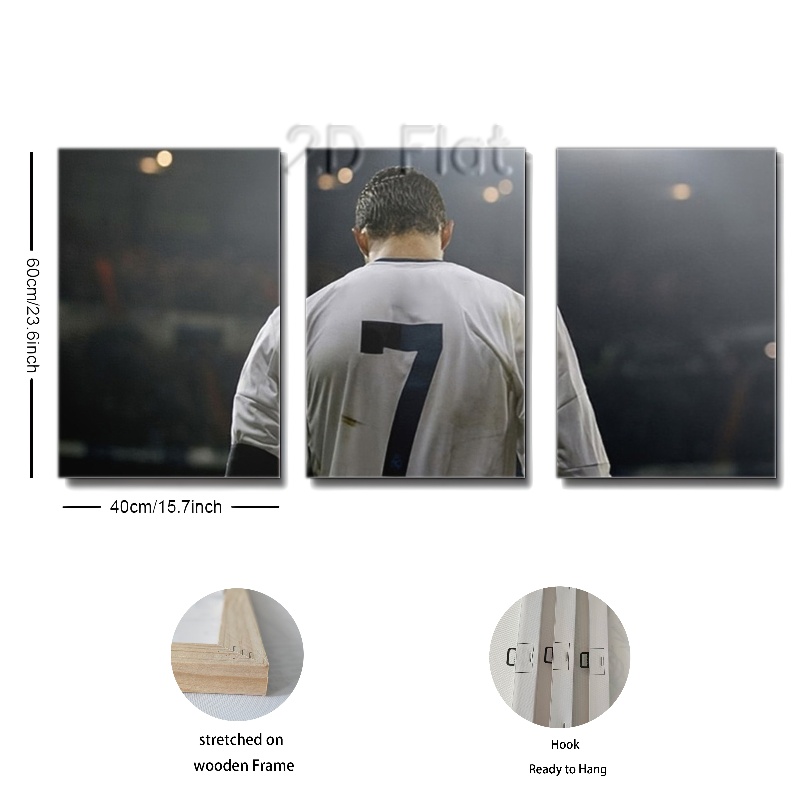 2D Flat
60cm/23.6inch
7
40cm/15.7inch
stretched on
wooden Frame
Hook
Ready to Hang